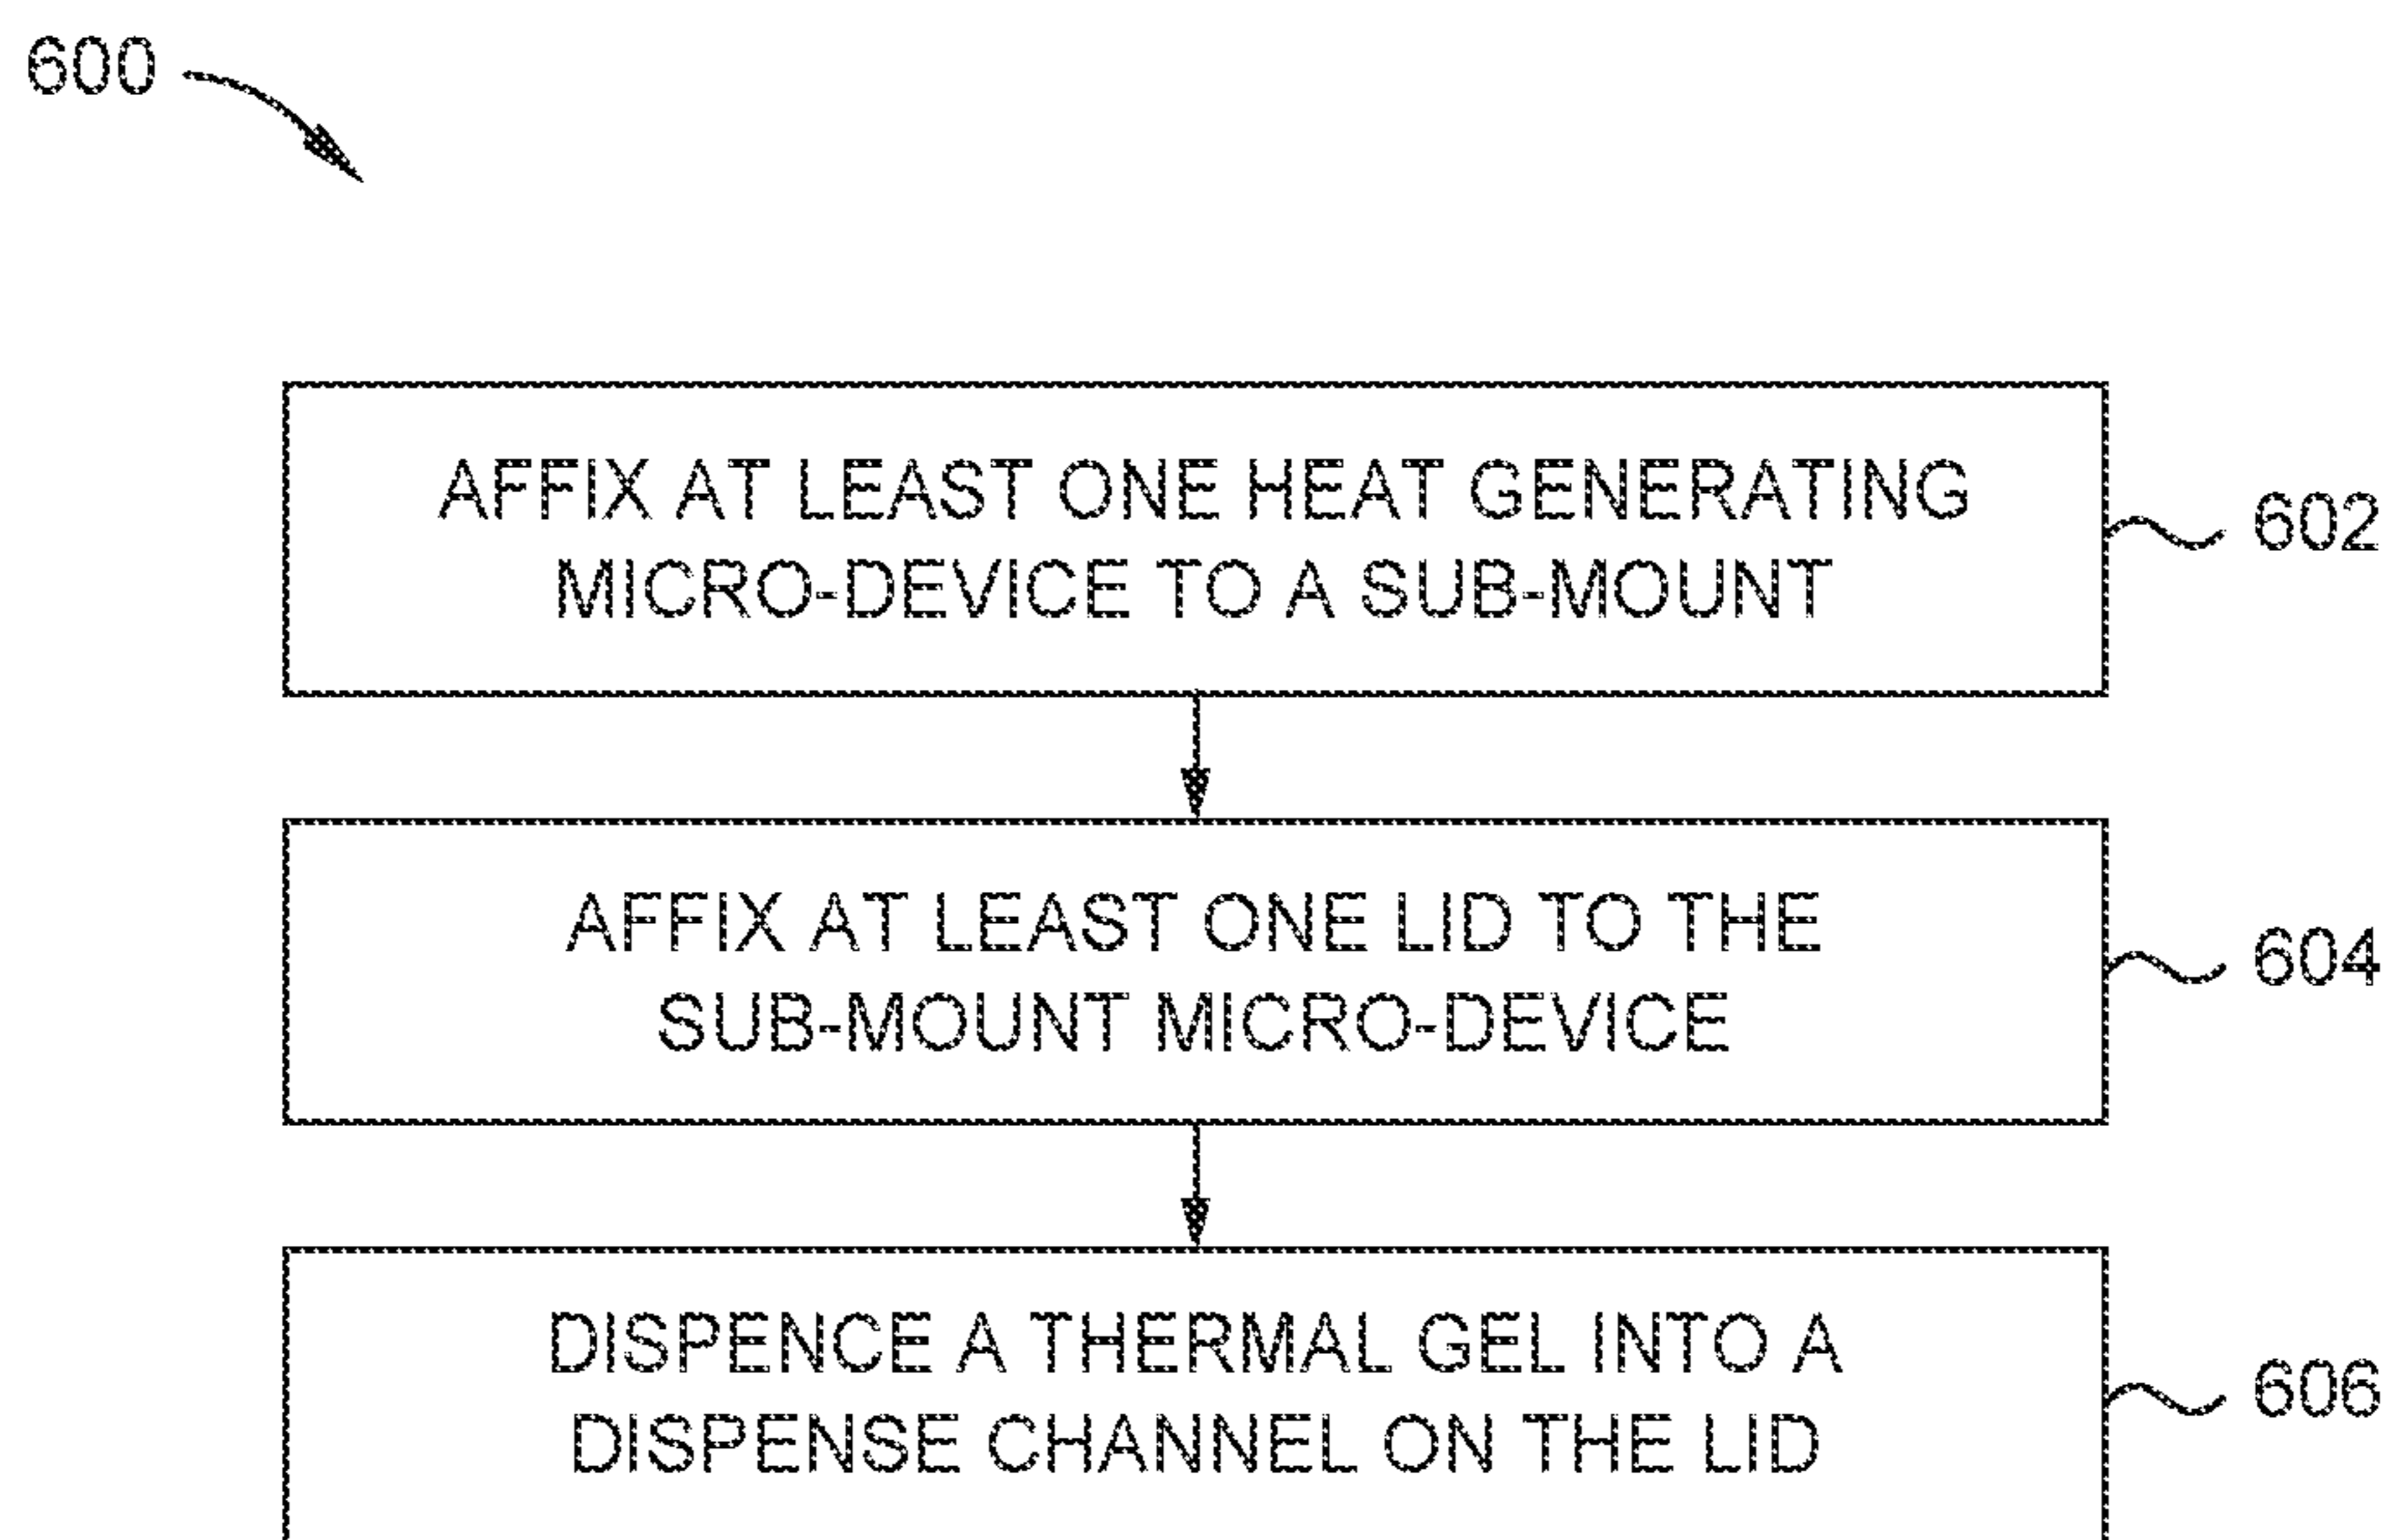 600
AFFIX AT LEAST ONE HEAT GENERATING
MICRO-DEVICE TO A SUB-MOUNT
602
AFFIX AT LEAST ONE LID TO THE
SUB-MOUNT MICRO-DEVICE
604
DISPENCE A THERMAL GEL INTO A
DISPENSE CHANNEL ON THE LID
606